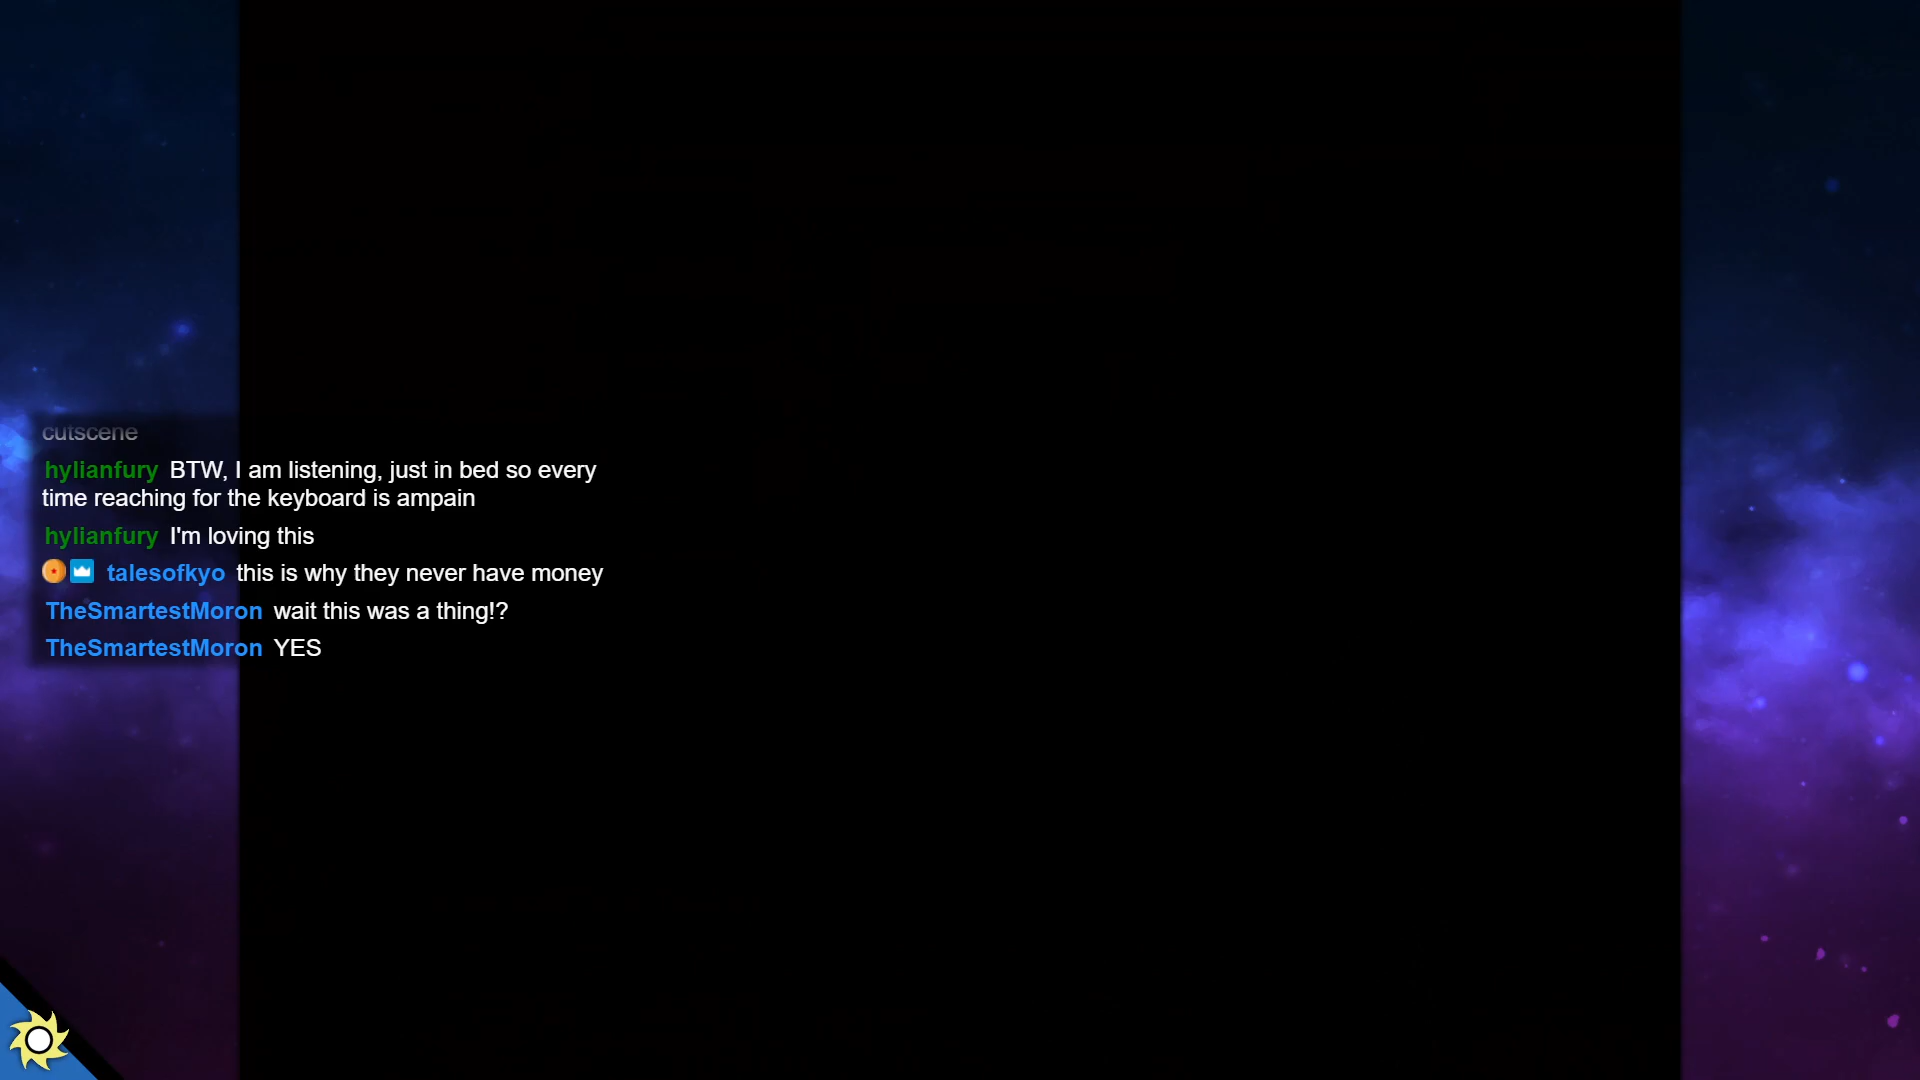 cutscene
hylianfury BTW, I am listening, just in bed so every
time reaching for the keyboard is ampain
hylianfury I'm loving this
talesofkyo this is why they never have money
TheSmartestMoron wait this was a thing!?
TheSmartestMoron YES